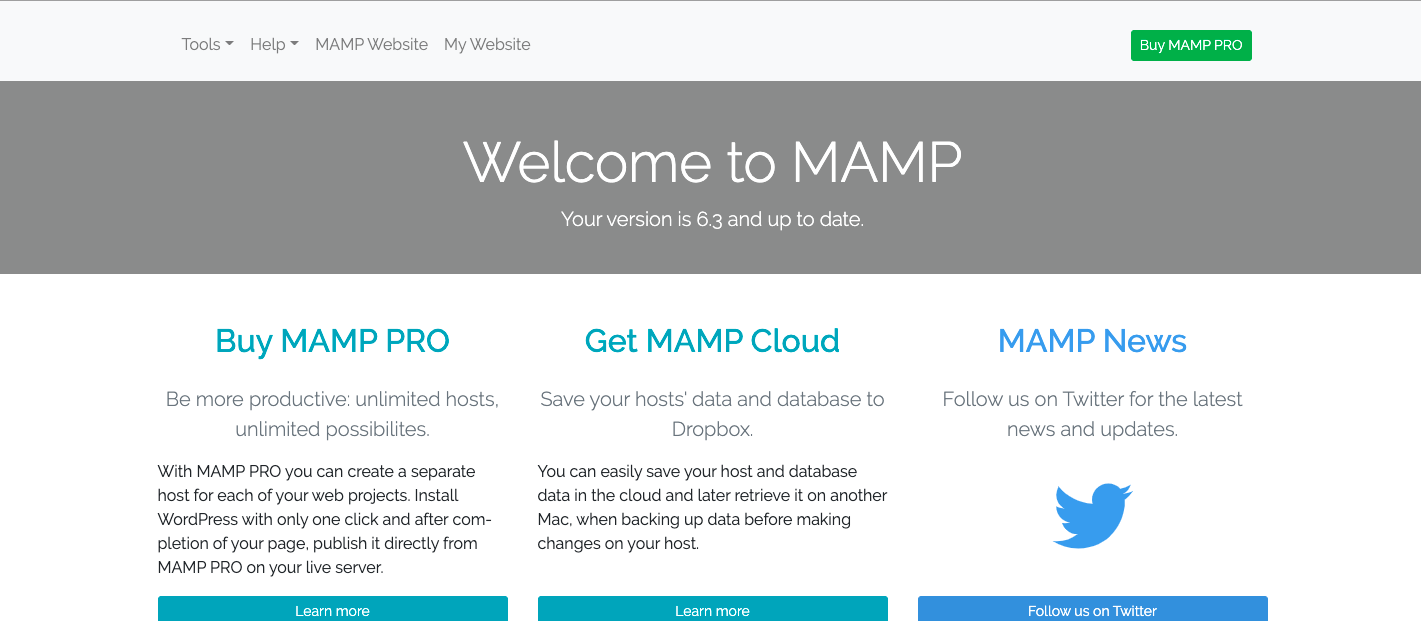 Tools Help MAMP Website My Website Buy MAMP PRO
Welcome to MAMP
Your version is 6.3 and up to date.
Buy MAMP PRO
Be more productive: unlimited hosts,
unlimited possibilites.
With MAMP PRO you can create a separate
host for each of your web projects. Install
WordPress with only one click and after com-
pletion of your page, publish it directly from
MAMP PRO on your live server.
Learn more
Get MAMP Cloud
Save your hosts' data and database to
Dropbox.
You can easily save your host and database
data in the cloud and later retrieve it on another
Mac, when backing up data before making
changes on your host.
Learn more
MAMP News
Follow us on Twitter for the latest
news and updates.
Follow us on Twitter